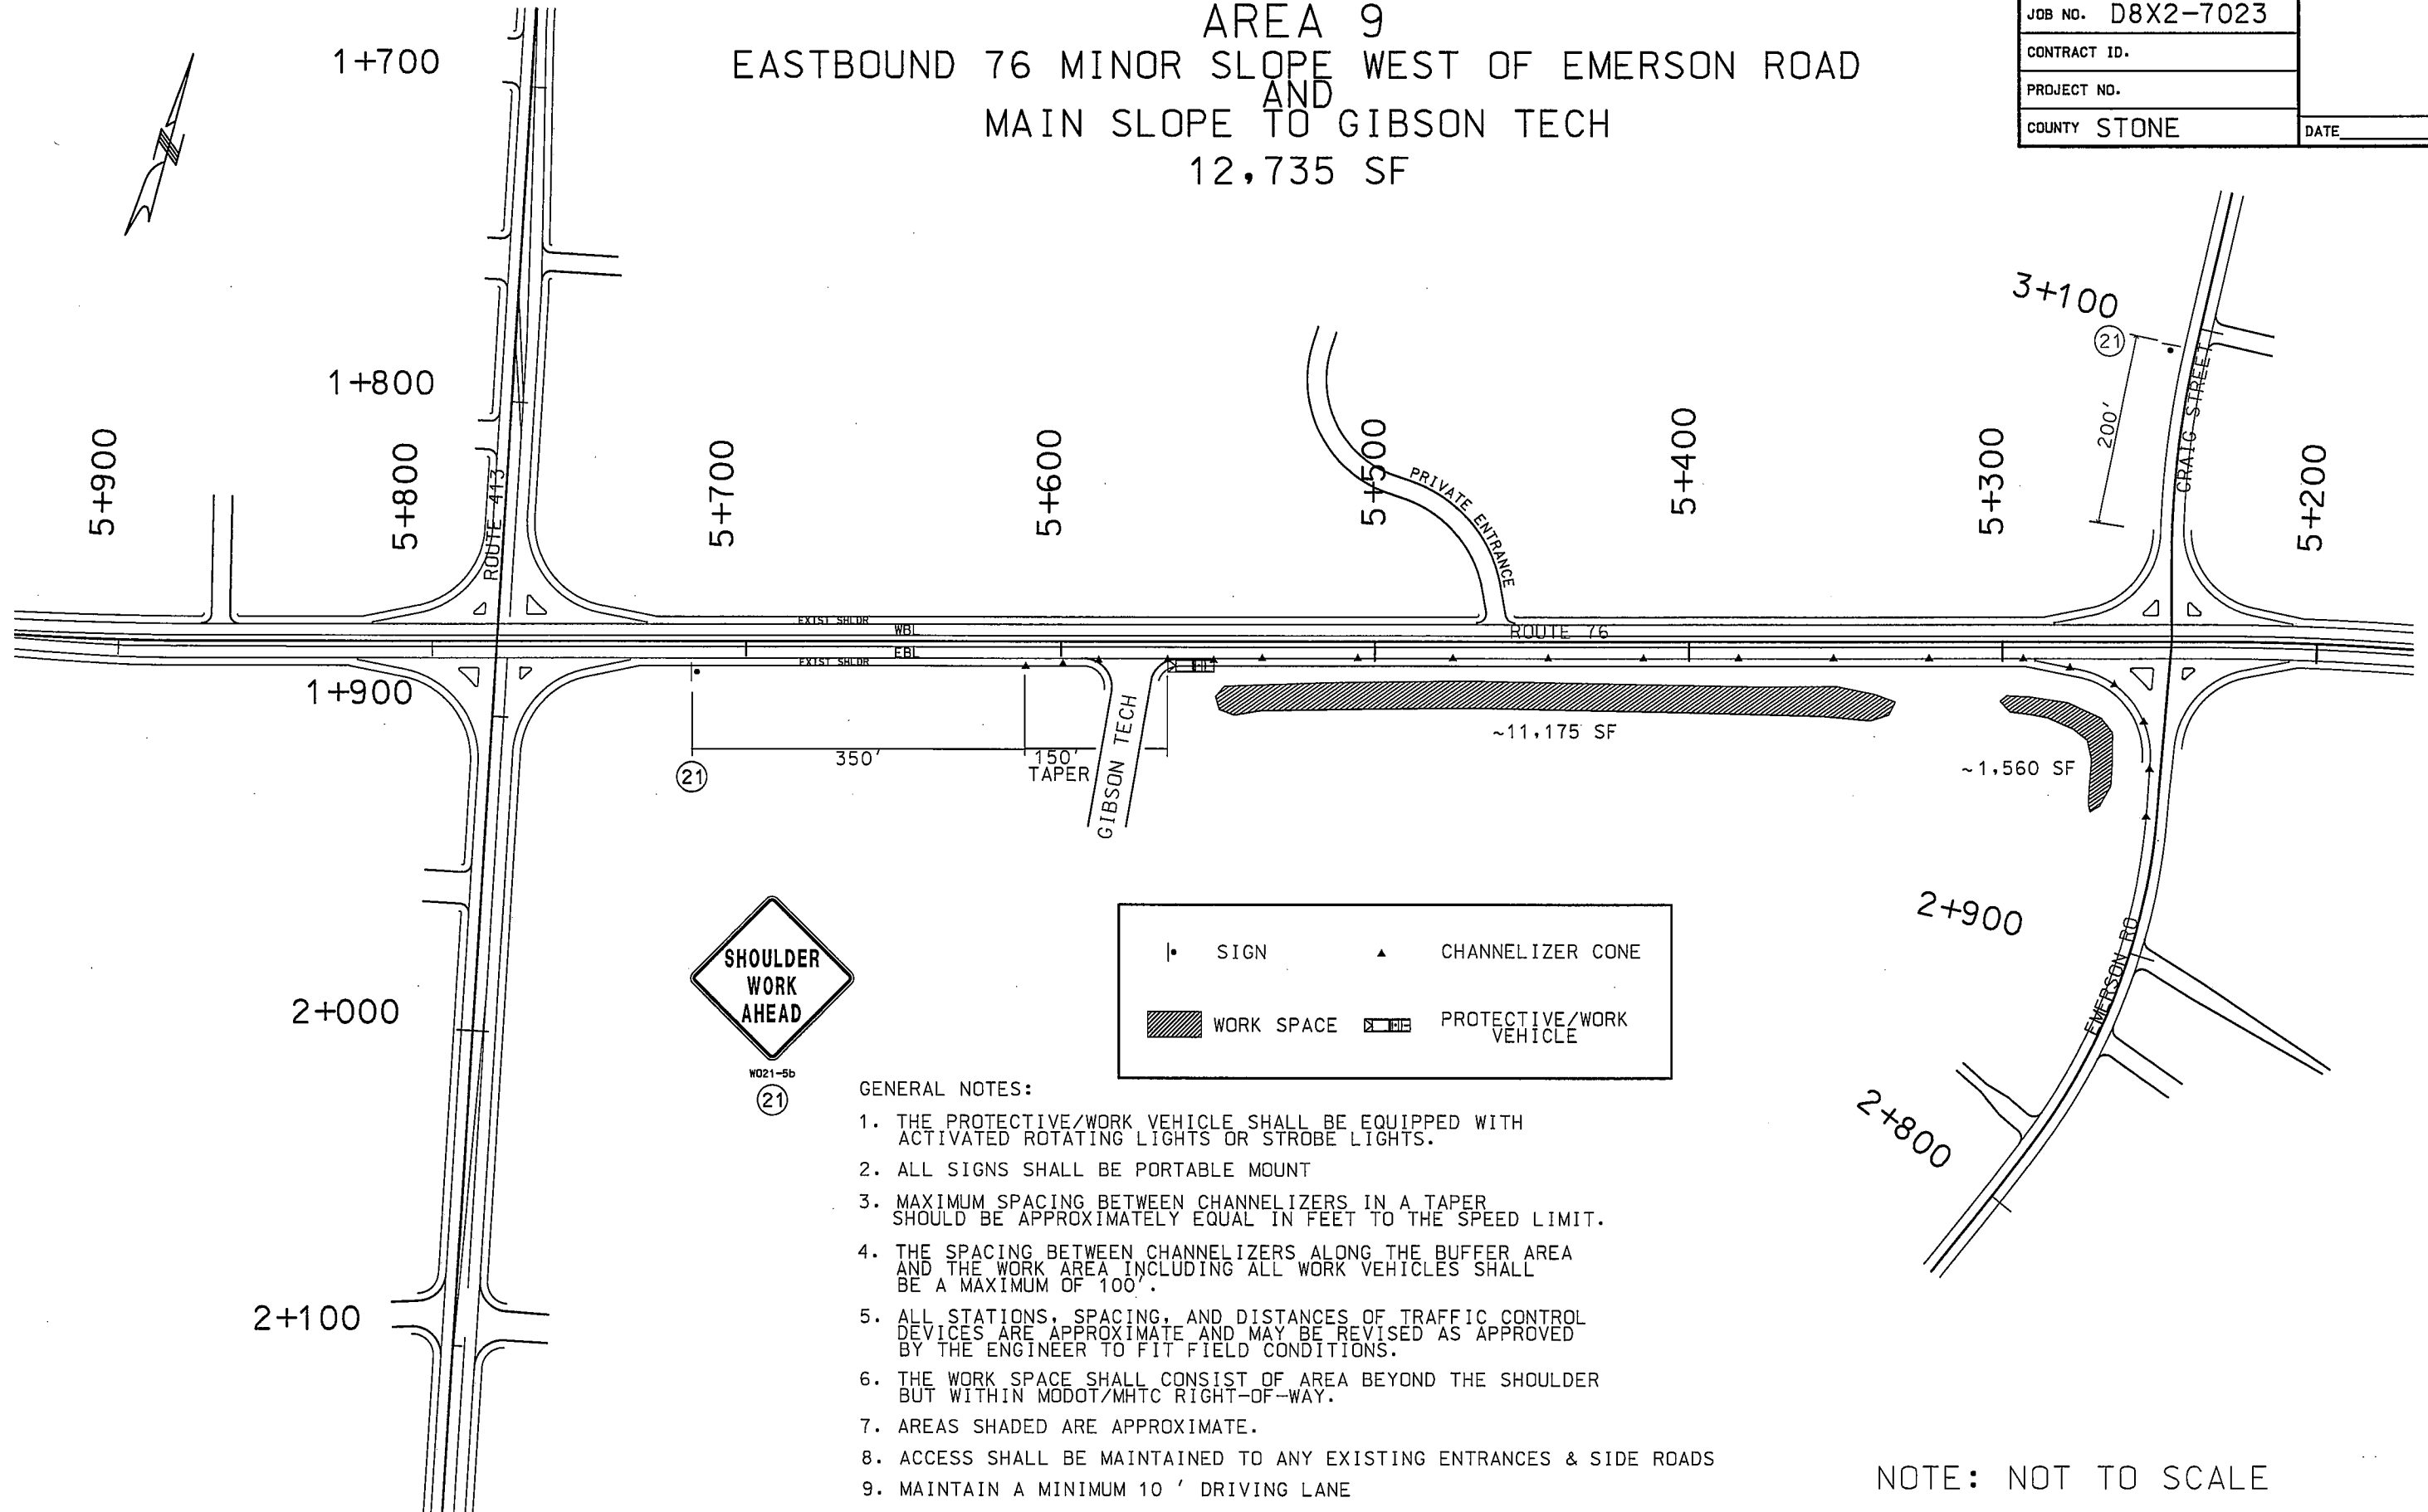 AREA 9
EASTBOUND 76 MINOR SLOPE WEST OF EMERSON ROAD
AND
MAIN SLOPE TO GIBSON TECH
12,735 SF
JOB NO. D8X2-7023
CONTRACT ID.
PROJECT NO.
COUNTY STONE
DATE
1+700
1+800
3+100
21
200'
CRAIG STREET
5+900
5+800
ROUTE 413
5+700
5+600
5+500
PRIVATE ENTRANCE
5+400
5+300
5+200
EXIST SHLDR
WBL
ROUTE 76
EBL
EXIST SHLDR
1+900
350'
150'
TAPER
21
GIBSON TECH
~11,175 SF
~1,560 SF
2+900
EMERSON RD
2+800
2+000
2+100
SHOULDER
WORK
AHEAD
WO21-5b
21
SIGN
CHANNELIZER CONE
WORK SPACE
PROTECTIVE/WORK
VEHICLE
GENERAL NOTES:
1. THE PROTECTIVE/WORK VEHICLE SHALL BE EQUIPPED WITH
ACTIVATED ROTATING LIGHTS OR STROBE LIGHTS.
2. ALL SIGNS SHALL BE PORTABLE MOUNT
3. MAXIMUM SPACING BETWEEN CHANNELIZERS IN A TAPER
SHOULD BE APPROXIMATELY EQUAL IN FEET TO THE SPEED LIMIT.
4. THE SPACING BETWEEN CHANNELIZERS ALONG THE BUFFER AREA
AND THE WORK AREA INCLUDING ALL WORK VEHICLES SHALL
BE A MAXIMUM OF 100'.
5. ALL STATIONS, SPACING, AND DISTANCES OF TRAFFIC CONTROL
DEVICES ARE APPROXIMATE AND MAY BE REVISED AS APPROVED
BY THE ENGINEER TO FIT FIELD CONDITIONS.
6. THE WORK SPACE SHALL CONSIST OF AREA BEYOND THE SHOULDER
BUT WITHIN MODOT/MHTC RIGHT-OF-WAY.
7. AREAS SHADED ARE APPROXIMATE.
8. ACCESS SHALL BE MAINTAINED TO ANY EXISTING ENTRANCES & SIDE ROADS
9. MAINTAIN A MINIMUM 10 ' DRIVING LANE
NOTE: NOT TO SCALE